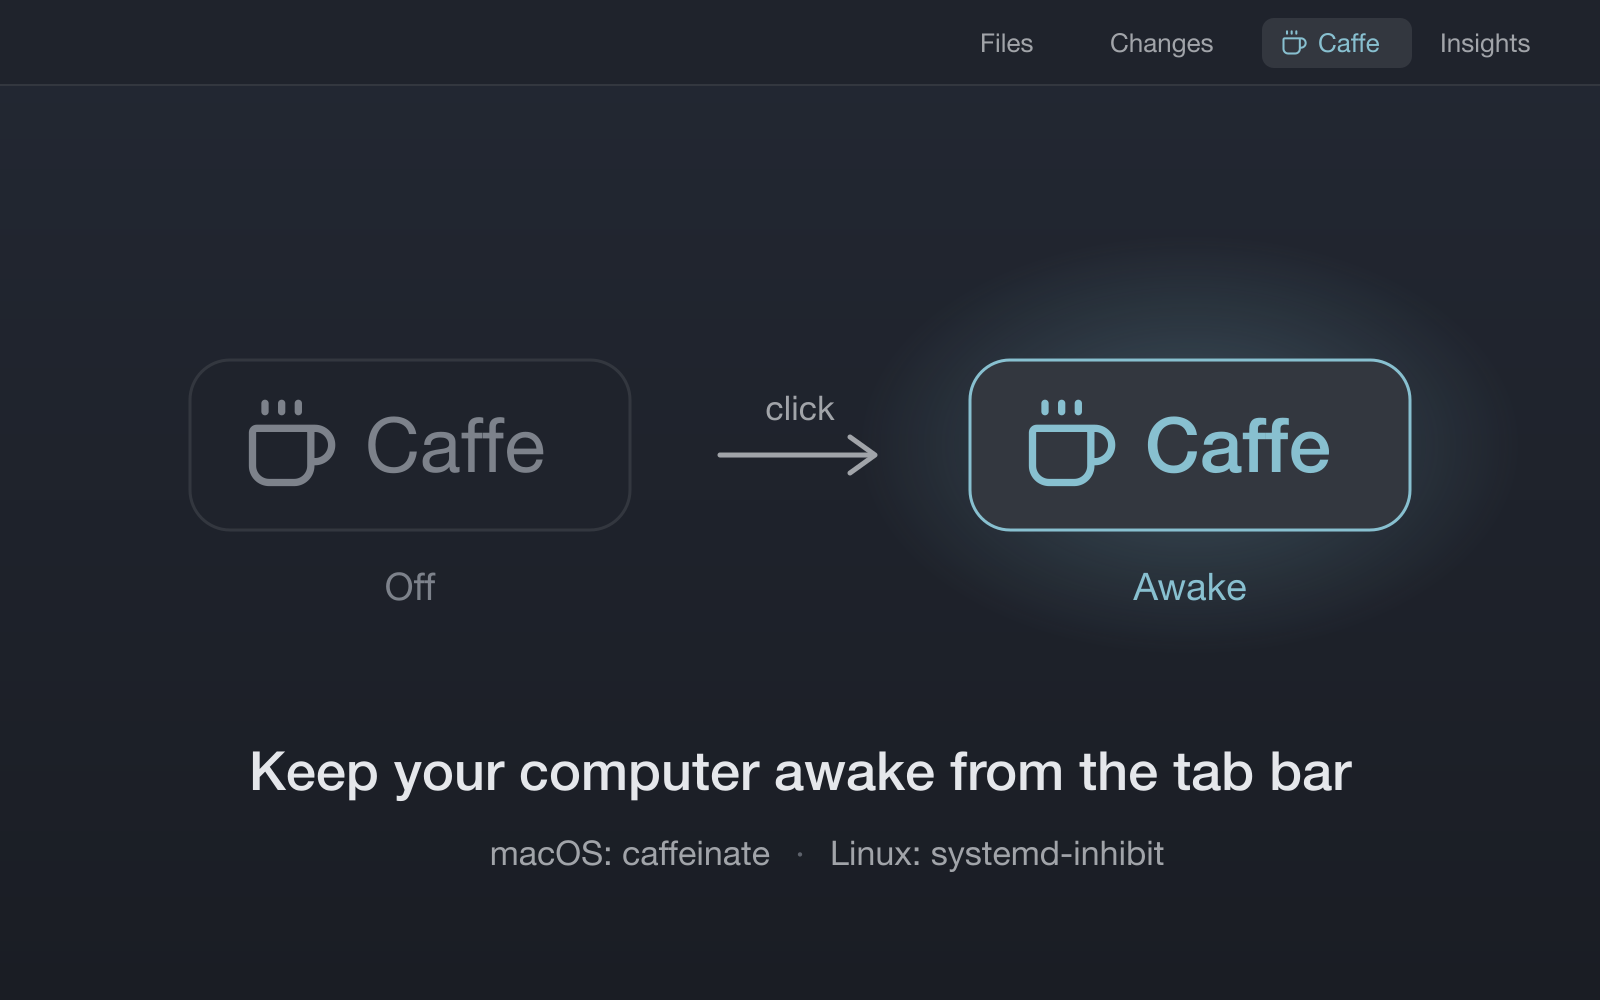 Files
Changes
Caffe
Insights
Caffe
click
Caffe
Off
Awake
Keep your computer awake from the tab bar
macOS: caffeinate · Linux: systemd-inhibit